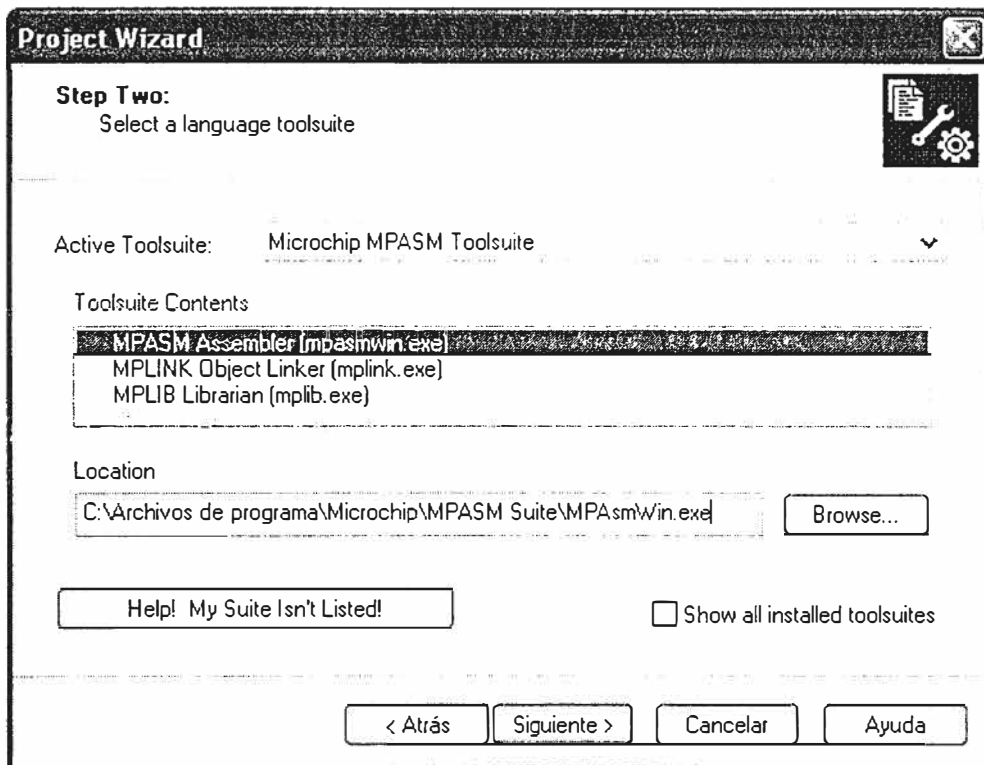 Project Wizard
Step Two:
Select a language toolsuite
Active Toolsuite: Microchip MPASM Toolsuite
Toolsuite Contents
MPASM Assembler (mpasmwin.exe)
MPLINK Object Linker (mplink.exe)
MPLIB Librarian (mplib.exe)
Location
C:\Archivos de programa\Microchip\MPASM Suite\MPAsmWin.exe Browse...
Help! My Suite Isn't Listed! Show all installed toolsuites
< Atrás Siguiente > Cancelar Ayuda